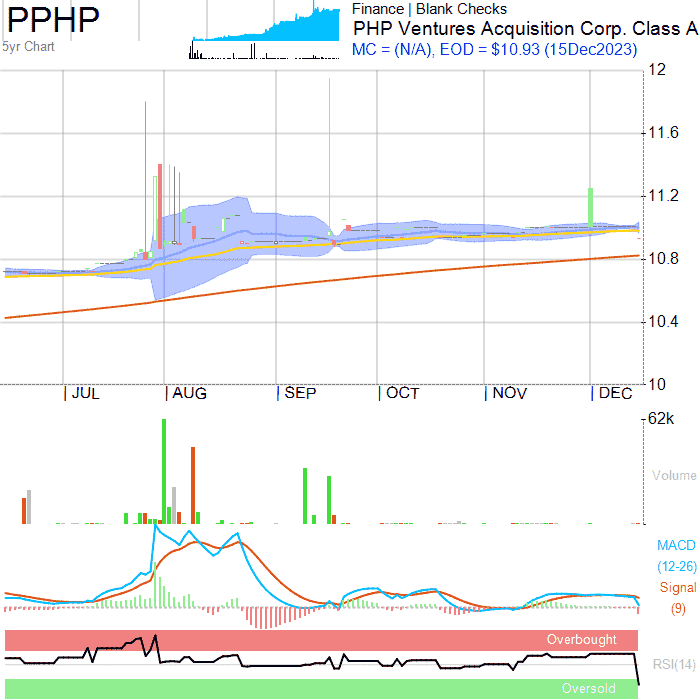 PPHP
5yr Chart
Finance | Blank Checks
PHP Ventures Acquisition Corp. Class A
MC = (N/A), EOD = $10.93 (15Dec2023)
12
11.6
11.2
10.8
10.4
10
JUL AUG SEP OCT NOV DEC
62k
Volume
MACD
(12-26)
Signal
(9)
Overbought
RSI(14)
Oversold